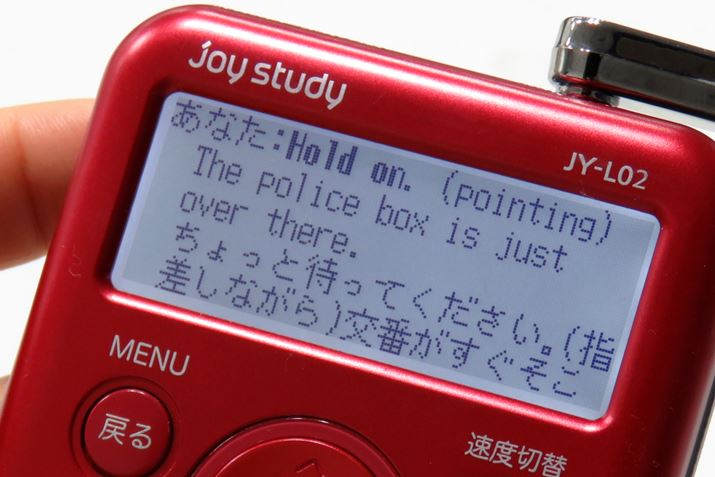 Joy study
JY-L02
あなた:Hold on. (pointing)
The police box is just
over there.
ちょっと待ってください。(指
差しながら)交番がすぐそこ
MENU
戻る
速度切替